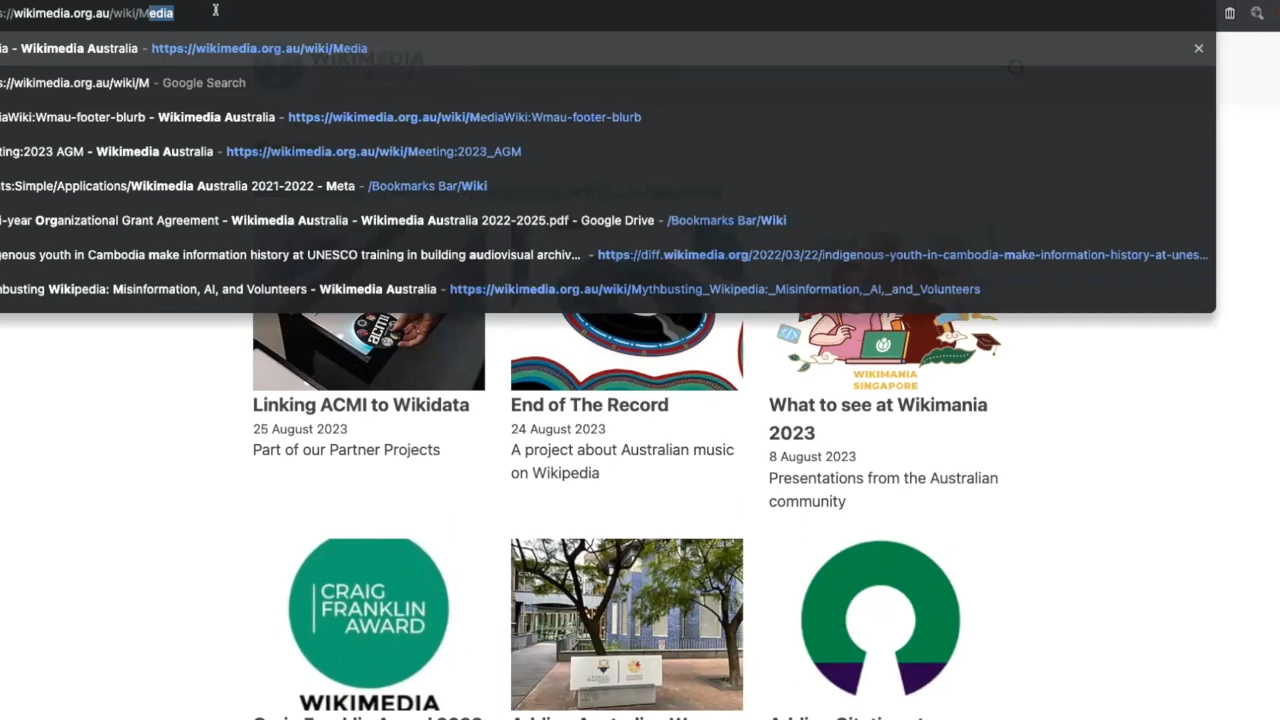 s://wikimedia.org.au/wiki/Media
ia - Wikimedia Australia - https://wikimedia.org.au/wiki/Media
s://wikimedia.org.au/wiki/M - Google Search
iaWiki:Wmau-footer-blurb - Wikimedia Australia - https://wikimedia.org.au/wiki/MediaWiki:Wmau-footer-blurb
ting:2023 AGM - Wikimedia Australia - https://wikimedia.org.au/wiki/Meeting:2023_AGM
ts:Simple/Applications/Wikimedia Australia 2021-2022 - Meta - /Bookmarks Bar/Wiki
i-year Organizational Grant Agreement - Wikimedia Australia - Wikimedia Australia 2022-2025.pdf - Google Drive - /Bookmarks Bar/Wiki
genous youth in Cambodia make information history at UNESCO training in building audiovisual archiv... - https://diff.wikimedia.org/2022/03/22/indigenous-youth-in-cambodia-make-information-history-at-unes...
hbusting Wikipedia: Misinformation, AI, and Volunteers - Wikimedia Australia - https://wikimedia.org.au/wiki/Mythbusting_Wikipedia:_Misinformation,_AI,_and_Volunteers
acmi
WIKIMANIA
SINGAPORE
Linking ACMI to Wikidata
25 August 2023
Part of our Partner Projects
End of The Record
24 August 2023
A project about Australian music
on Wikipedia
What to see at Wikimania
2023
8 August 2023
Presentations from the Australian
community
CRAIG
FRANKLIN
AWARD
WIKIMEDIA